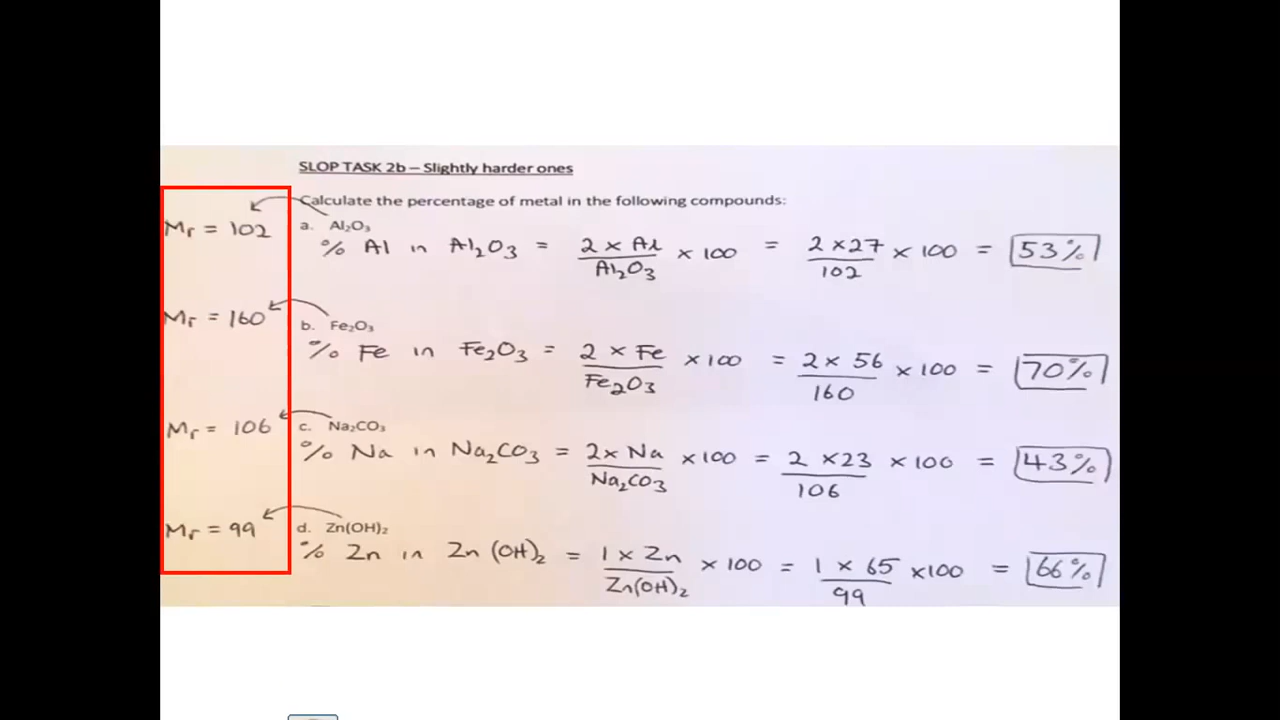 SLOP TASK 2b – Slightly harder ones
Calculate the percentage of metal in the following compounds:
Mr = 102
a. Al₂O₃
% Al in Al₂O₃ = 2 × Al / Al₂O₃ × 100 = 2 × 27 / 102 × 100 = 53%
Mr = 160
b. Fe₂O₃
% Fe in Fe₂O₃ = 2 × Fe / Fe₂O₃ × 100 = 2 × 56 / 160 × 100 = 70%
Mr = 106
c. Na₂CO₃
% Na in Na₂CO₃ = 2 × Na / Na₂CO₃ × 100 = 2 × 23 / 106 × 100 = 43%
Mr = 99
d. Zn(OH)₂
% Zn in Zn(OH)₂ = 1 × Zn / Zn(OH)₂ × 100 = 1 × 65 / 99 × 100 = 66%